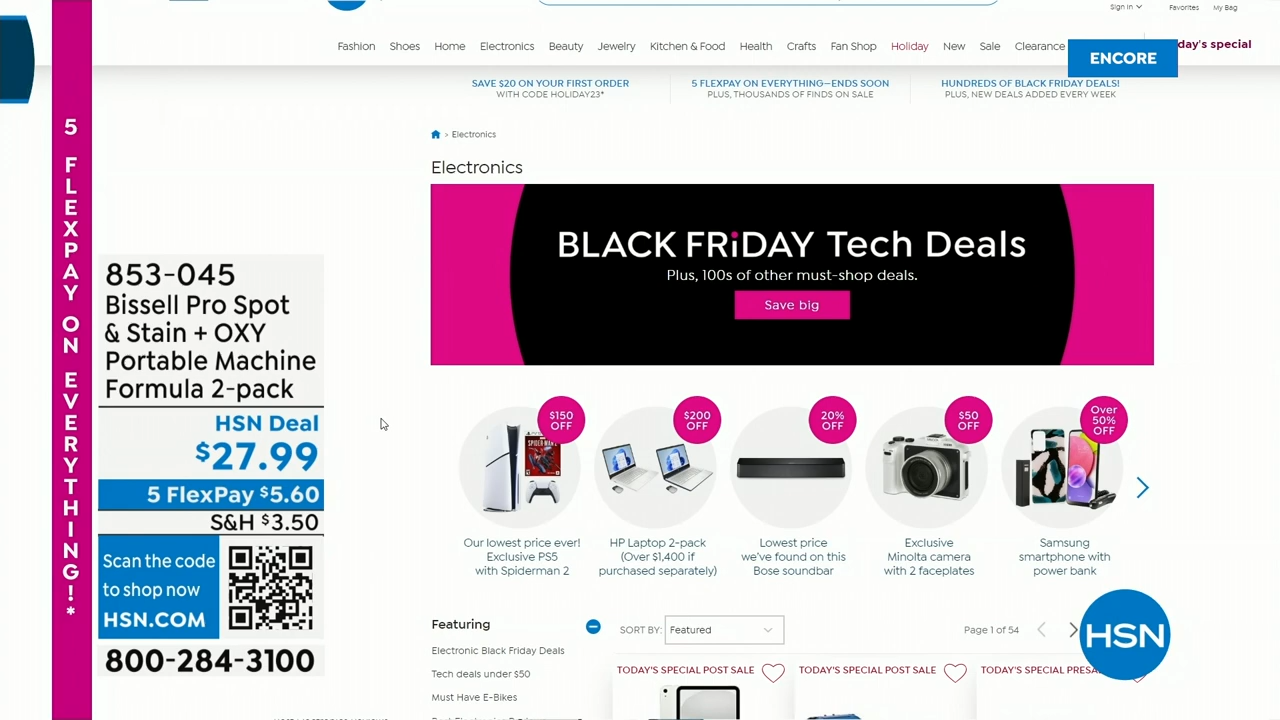 Sign In
Favorites
My Bag
Fashion Shoes Home Electronics Beauty Jewelry Kitchen & Food Health Crafts Fan Shop Holiday New Sale Clearance
day's special
ENCORE
SAVE $20 ON YOUR FIRST ORDER
WITH CODE HOLIDAY23*
5 FLEXPAY ON EVERYTHING—ENDS SOON
PLUS, THOUSANDS OF FINDS ON SALE
HUNDREDS OF BLACK FRIDAY DEALS!
PLUS, NEW DEALS ADDED EVERY WEEK
5 FLEXPAY ON EVERYTHING!*
> Electronics
Electronics
BLACK FRiDAY Tech Deals
Plus, 100s of other must-shop deals.
Save big
853-045
Bissell Pro Spot
& Stain + OXY
Portable Machine
Formula 2-pack
HSN Deal
$27.99
5 FlexPay $5.60
S&H $3.50
Scan the code
to shop now
HSN.COM
800-284-3100
$150
OFF
$200
OFF
20%
OFF
$50
OFF
Over
50%
OFF
Our lowest price ever!
Exclusive PS5
with Spiderman 2
HP Laptop 2-pack
(Over $1,400 if
purchased separately)
Lowest price
we've found on this
Bose soundbar
Exclusive
Minolta camera
with 2 faceplates
Samsung
smartphone with
power bank
Featuring
Electronic Black Friday Deals
Tech deals under $50
Must Have E-Bikes
SORT BY: Featured
Page 1 of 54
HSN
TODAY'S SPECIAL POST SALE
TODAY'S SPECIAL POST SALE
TODAY'S SPECIAL PRESA